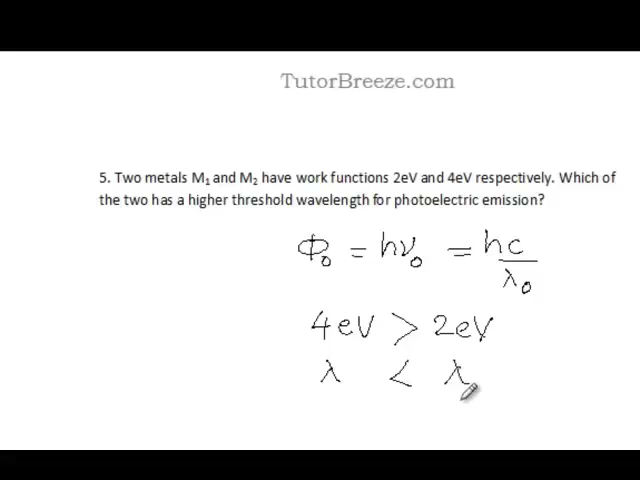 TutorBreeze.com
5. Two metals M₁ and M₂ have work functions 2eV and 4eV respectively. Which of
the two has a higher threshold wavelength for photoelectric emission?
Φ₀ = hν₀ = hc/λ₀
4eV > 2eV
λ < λ